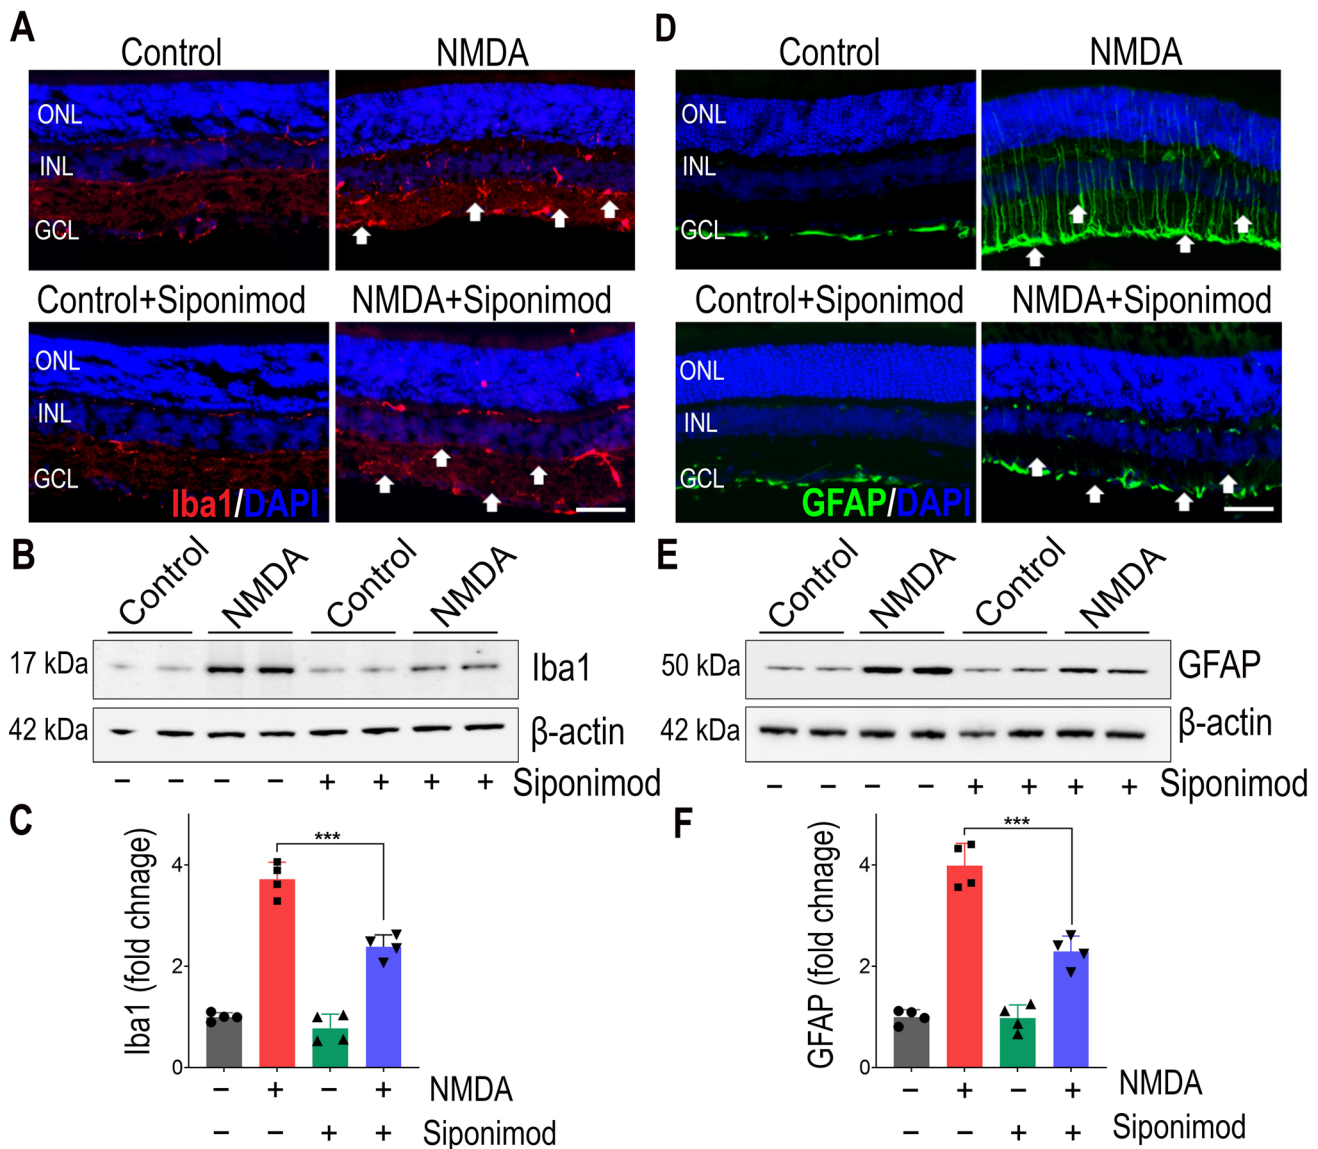 A
Control
NMDA
ONL
INL
GCL
Control+Siponimod
NMDA+Siponimod
ONL
INL
GCL
Iba1/DAPI
B
Control
NMDA
Control
NMDA
17 kDa
Iba1
42 kDa
β-actin
− − − − + + + + Siponimod
C
Iba1 (fold chnage)
4
2
0
***
− + − + NMDA
− − + + Siponimod
D
Control
NMDA
ONL
INL
GCL
Control+Siponimod
NMDA+Siponimod
ONL
INL
GCL
GFAP/DAPI
E
Control
NMDA
Control
NMDA
50 kDa
GFAP
42 kDa
β-actin
− − − − + + + + Siponimod
F
GFAP (fold chnage)
4
2
0
***
− + − + NMDA
− − + + Siponimod